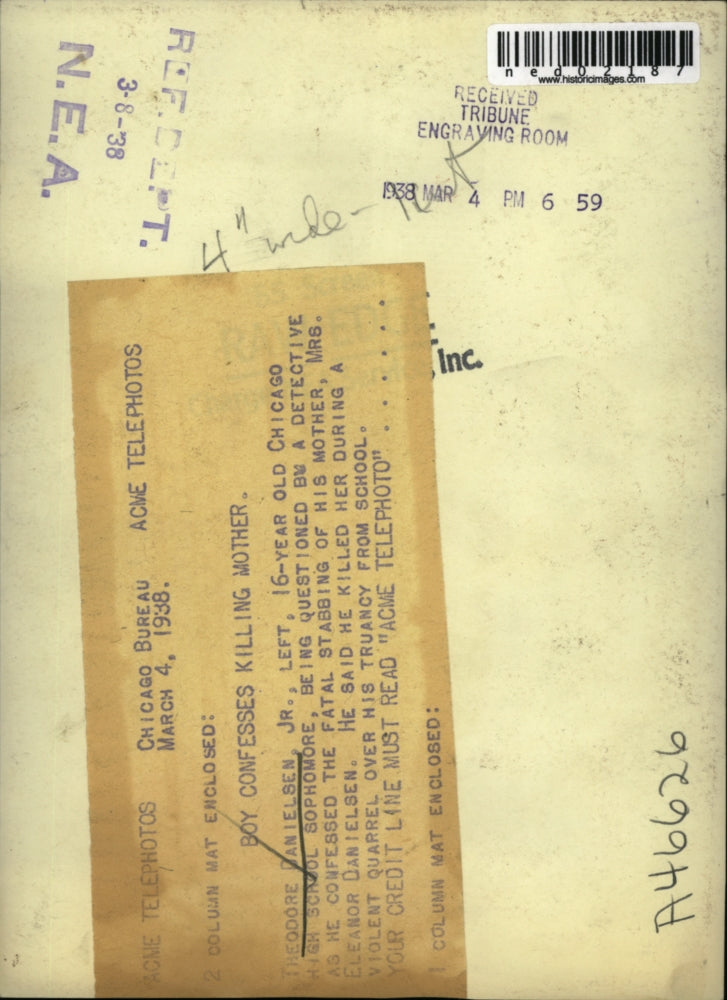 ned02187
www.historicimages.com
RECEIVED
TRIBUNE
ENGRAVING ROOM
1938 MAR 4 PM 6 59
REF. DEPT.
3-8-38
N.E.A.
4" wide -
, Inc.
ACME TELEPHOTOS CHICAGO BUREAU ACME TELEPHOTOS
MARCH 4, 1938.
2 COLUMN MAT ENCLOSED:
BOY CONFESSES KILLING MOTHER.
THEODORE DANIELSEN, JR., LEFT, 16-YEAR OLD CHICAGO
HIGH SCHOOL SOPHOMORE, BEING QUESTIONED BY A DETECTIVE
AS HE CONFESSED THE FATAL STABBING OF HIS MOTHER, MRS.
ELEANOR DANIELSEN. HE SAID HE KILLED HER DURING A
VIOLENT QUARREL OVER HIS TRUANCY FROM SCHOOL.
YOUR CREDIT LINE MUST READ "ACME TELEPHOTO" . . . . . . .
1 COLUMN MAT ENCLOSED:
A46626